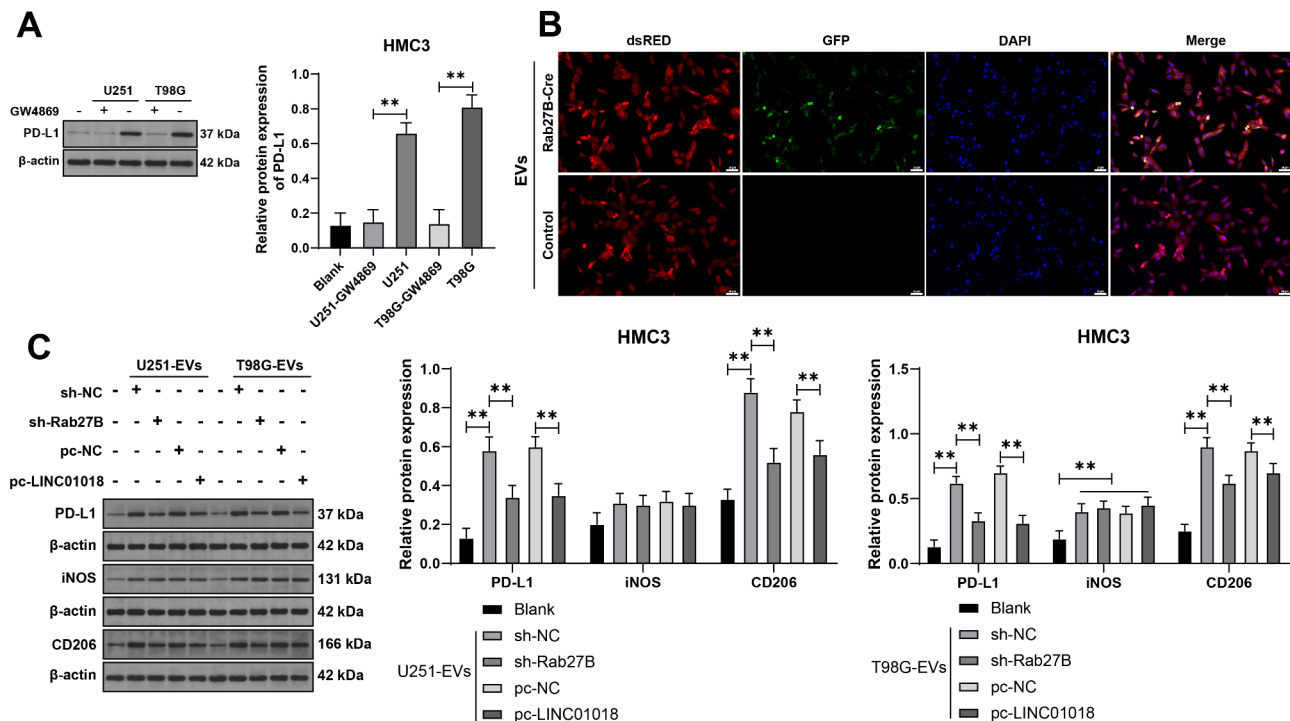 A
U251 T98G
GW4869 - + - + -
PD-L1 37 kDa
β-actin 42 kDa
HMC3
Relative protein expression
of PD-L1
1.0
0.8
0.6
0.4
0.2
0.0
** **
Blank
U251-GW4869
U251
T98G-GW4869
T98G
B
dsRED GFP DAPI Merge
EVs
Rab27B-Cre
Control
C
U251-EVs T98G-EVs
sh-NC - + - - - - + - - -
sh-Rab27B - - + - - - - + - -
pc-NC - - - + - - - - + -
pc-LINC01018 - - - - + - - - - +
PD-L1 37 kDa
β-actin 42 kDa
iNOS 131 kDa
β-actin 42 kDa
CD206 166 kDa
β-actin 42 kDa
HMC3
Relative protein expression
1.0
0.8
0.6
0.4
0.2
0.0
** ** ** ** ** **
PD-L1 iNOS CD206
Blank
U251-EVs
sh-NC
sh-Rab27B
pc-NC
pc-LINC01018
HMC3
Relative protein expression
1.5
1.0
0.5
0.0
** ** ** ** ** ** **
PD-L1 iNOS CD206
Blank
T98G-EVs
sh-NC
sh-Rab27B
pc-NC
pc-LINC01018